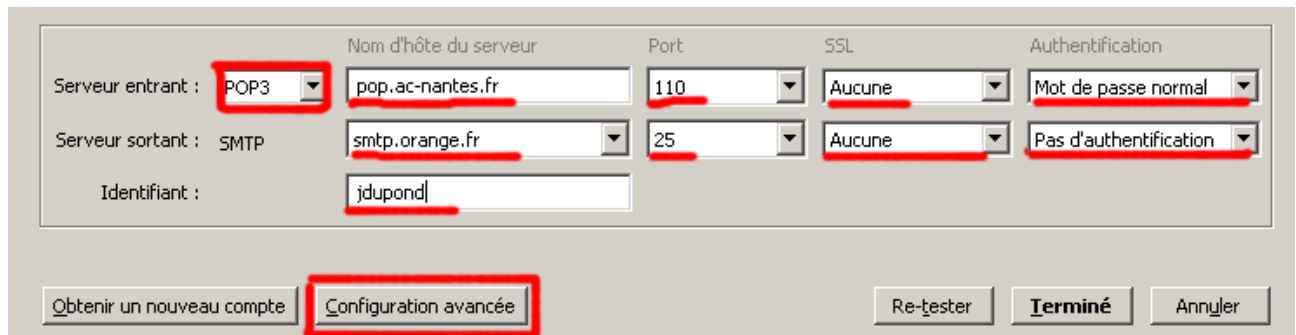 Nom d'hôte du serveur Port SSL Authentification
Serveur entrant : POP3 pop.ac-nantes.fr 110 Aucune Mot de passe normal
Serveur sortant : SMTP smtp.orange.fr 25 Aucune Pas d'authentification
Identifiant : jdupond
Obtenir un nouveau compte Configuration avancée Re-tester Terminé Annuler